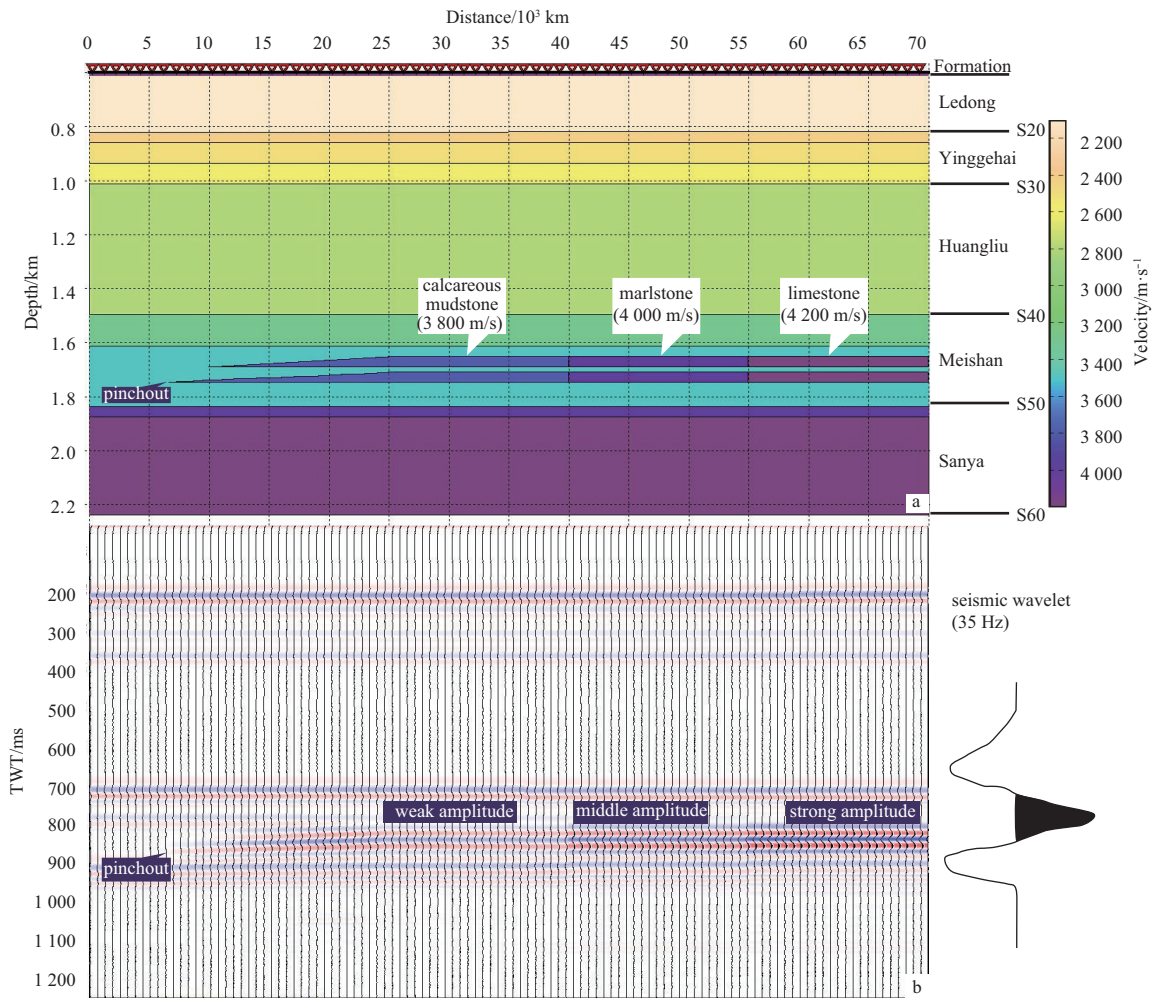 Distance/10³ km
0 5 10 15 20 25 30 35 40 45 50 55 60 65 70
Formation
Ledong
0.8
S20
2 200
Yinggehai
2 400
1.0
S30
2 600
1.2
Huangliu
2 800
calcareous
mudstone
(3 800 m/s)
marlstone
(4 000 m/s)
limestone
(4 200 m/s)
1.4
3 000
S40
3 200
Depth/km
Velocity/m·s⁻¹
1.6
Meishan
3 400
pinchout
1.8
S50
3 600
3 800
2.0
Sanya
4 000
2.2
a
S60
200
seismic wavelet
(35 Hz)
300
400
500
600
TWT/ms
700
800
weak amplitude
middle amplitude
strong amplitude
900
pinchout
1 000
1 100
1 200
b